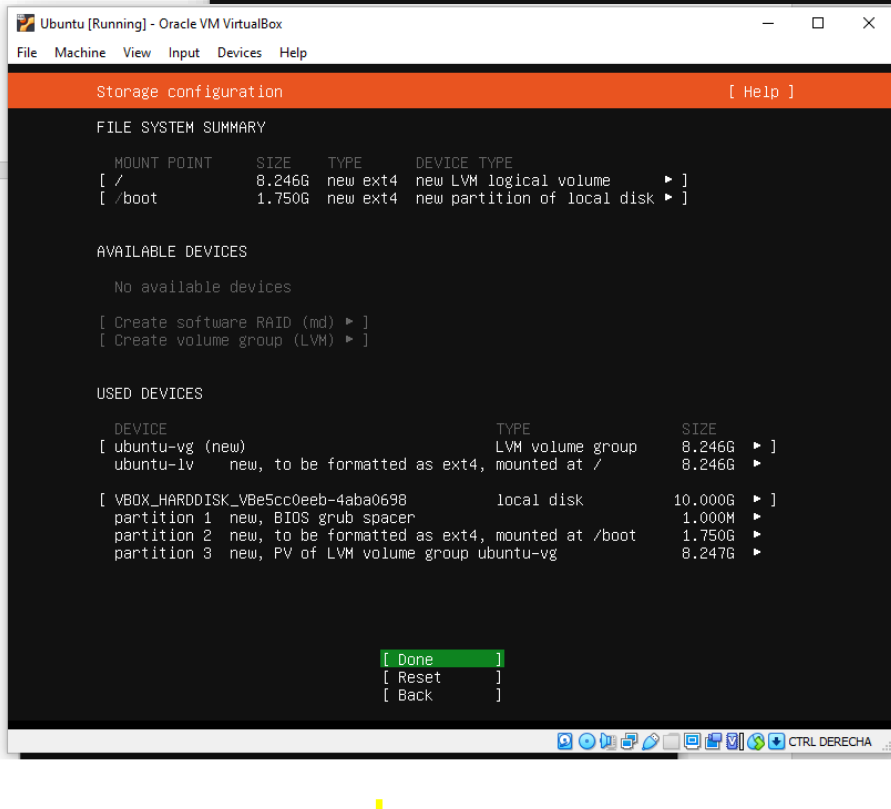 Ubuntu [Running] - Oracle VM VirtualBox
File Machine View Input Devices Help
Storage configuration [ Help ]
FILE SYSTEM SUMMARY
MOUNT POINT SIZE TYPE DEVICE TYPE
[ / 8.246G new ext4 new LVM logical volume ▸ ]
[ /boot 1.750G new ext4 new partition of local disk ▸ ]
AVAILABLE DEVICES
No available devices
[ Create software RAID (md) ▸ ]
[ Create volume group (LVM) ▸ ]
USED DEVICES
DEVICE TYPE SIZE
[ ubuntu-vg (new) LVM volume group 8.246G ▸ ]
ubuntu-lv new, to be formatted as ext4, mounted at / 8.246G ▸
[ VBOX_HARDDISK_VBe5cc0eeb-4aba0698 local disk 10.000G ▸ ]
partition 1 new, BIOS grub spacer 1.000M ▸
partition 2 new, to be formatted as ext4, mounted at /boot 1.750G ▸
partition 3 new, PV of LVM volume group ubuntu-vg 8.247G ▸
[ Done ]
[ Reset ]
[ Back ]
CTRL DERECHA